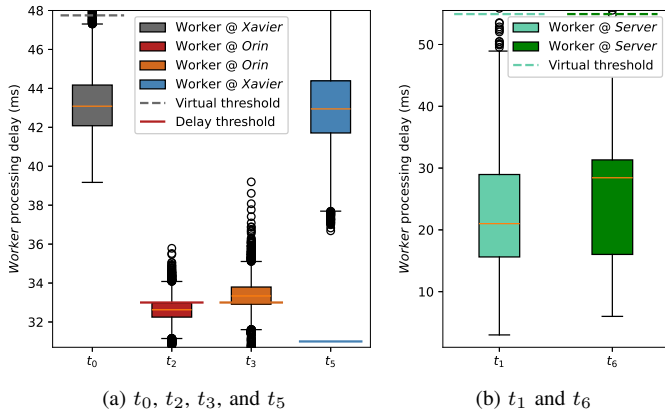 48
46
44
42
40
38
36
34
32
Worker processing delay (ms)
Worker @ Xavier
Worker @ Orin
Worker @ Orin
Worker @ Xavier
Virtual threshold
Delay threshold
t0
t2
t3
t5
(a) t0, t2, t3, and t5
50
40
30
20
10
Worker processing delay (ms)
Worker @ Server
Worker @ Server
Virtual threshold
t1
t6
(b) t1 and t6